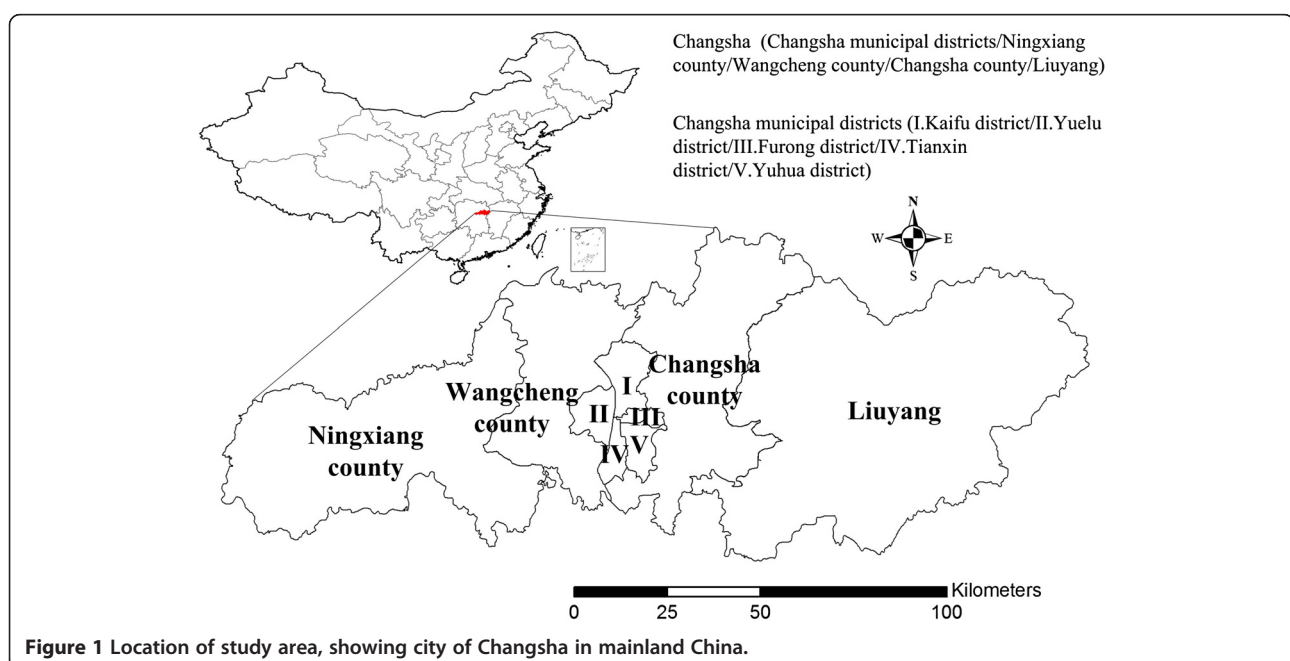 Changsha (Changsha municipal districts/Ningxiang
county/Wangcheng county/Changsha county/Liuyang)
Changsha municipal districts (I.Kaifu district/II.Yuelu
district/III.Furong district/IV.Tianxin
district/V.Yuhua district)
N
W E
S
Changsha
county
I
Wangcheng
county
II
III
Liuyang
Ningxiang
county
IV
V
Kilometers
0 25 50 100
Figure 1 Location of study area, showing city of Changsha in mainland China.